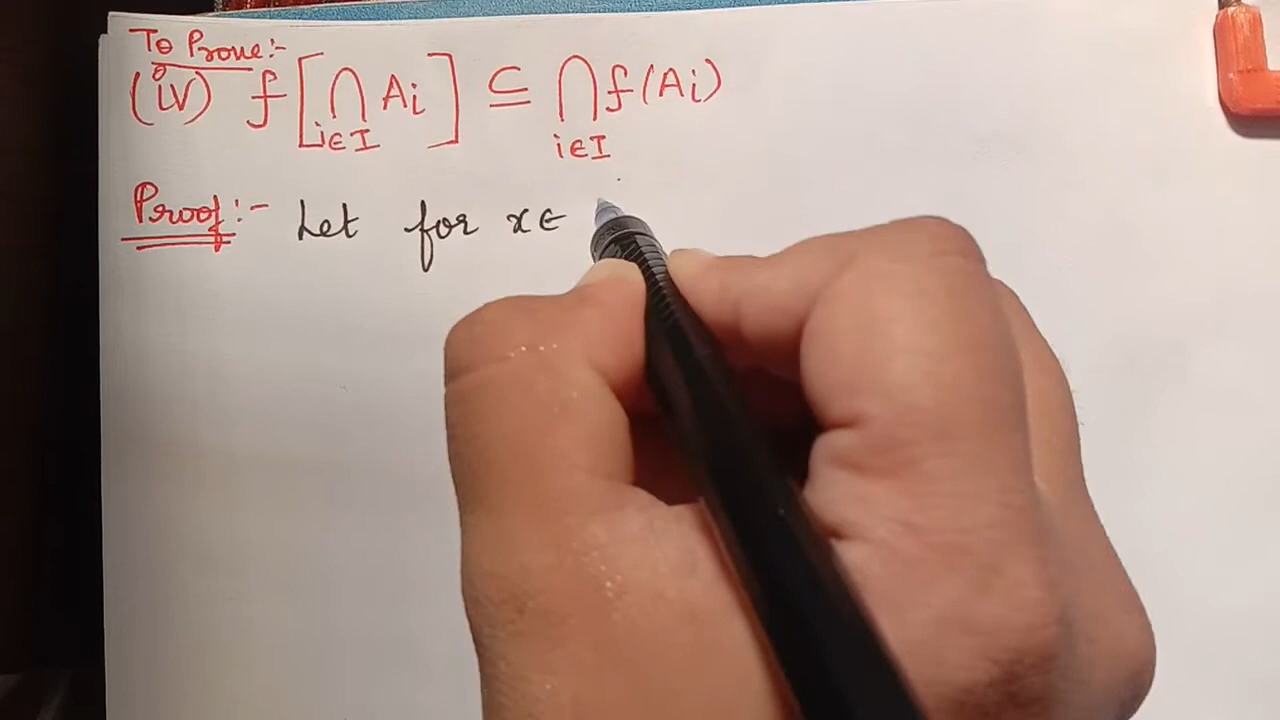 To Prove:-
(iv) f[⋂ i∈I Ai] ⊆ ⋂ i∈I f(Ai)
Proof:- Let for x∈